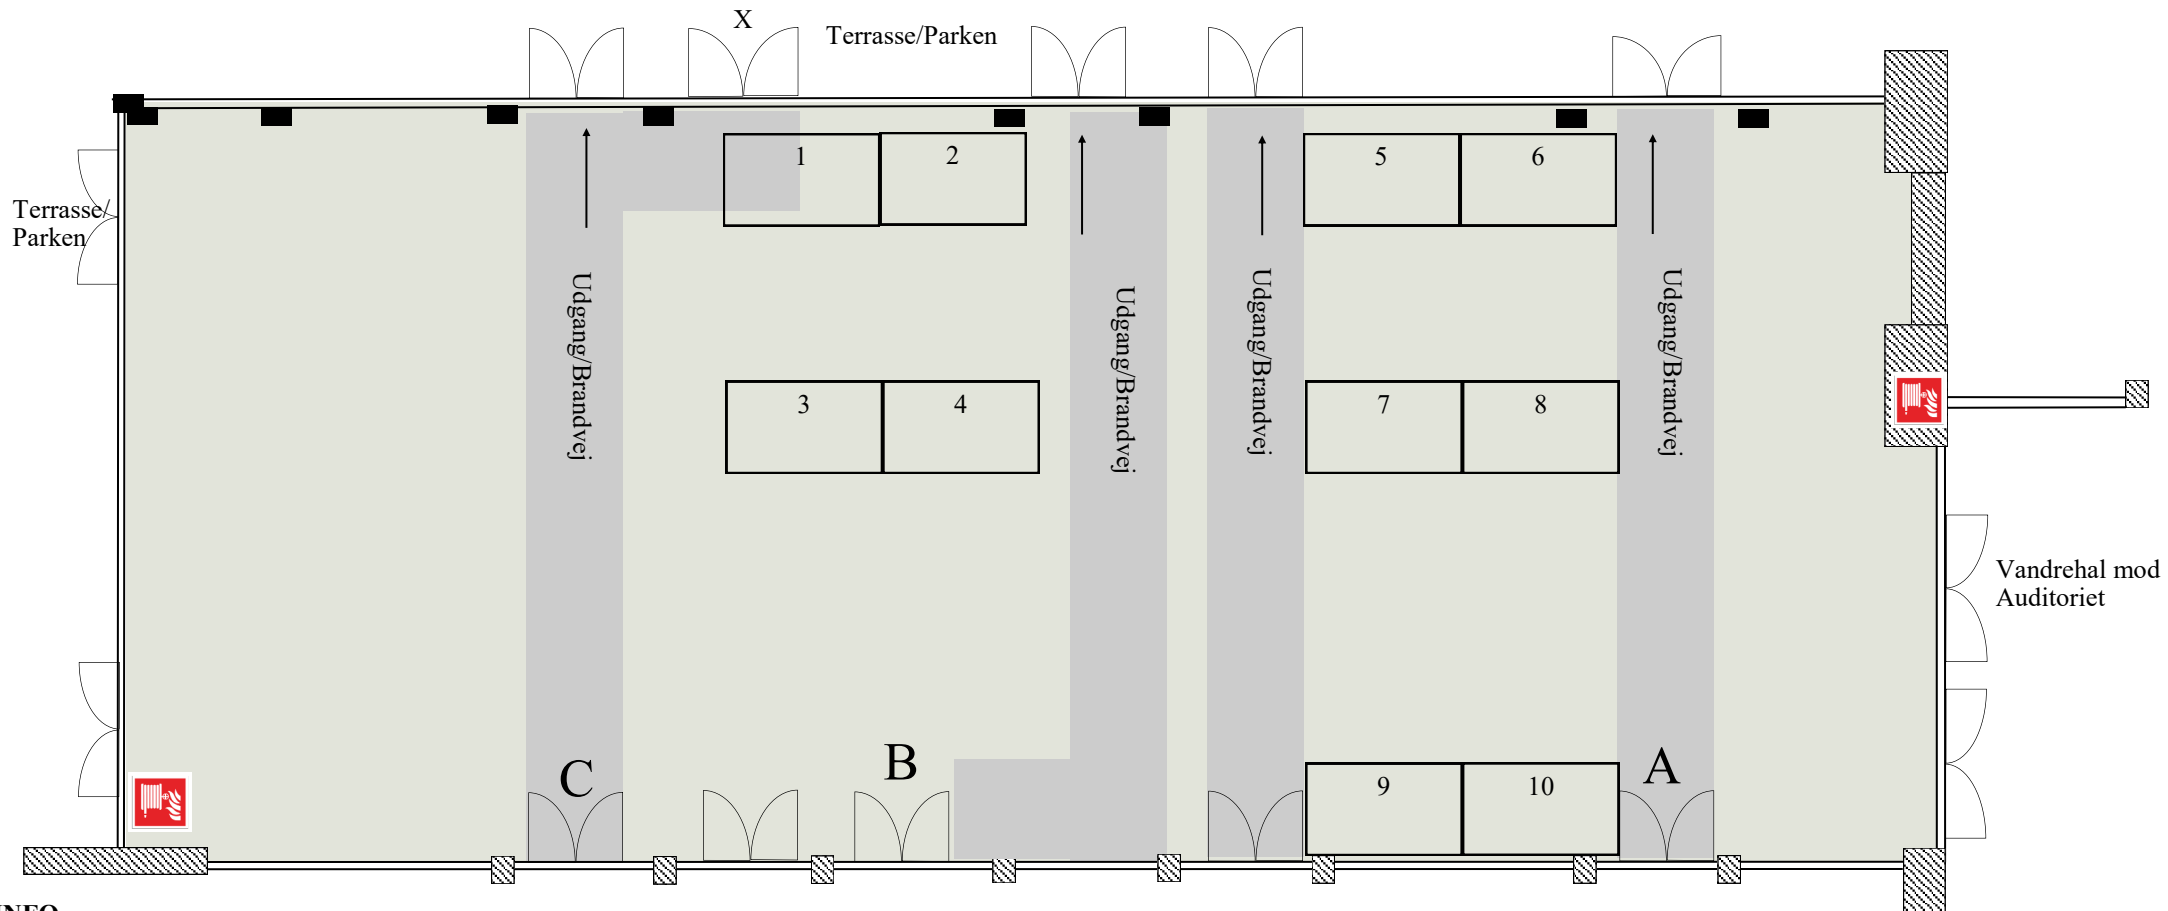 X
Terrasse/Parken
1
2
5
6
Terrasse/
Parken
Udgang/Brandvej
Udgang/Brandvej
Udgang/Brandvej
Udgang/Brandvej
3
4
7
8
Vandrehal mod
Auditoriet
C
B
A
9
10